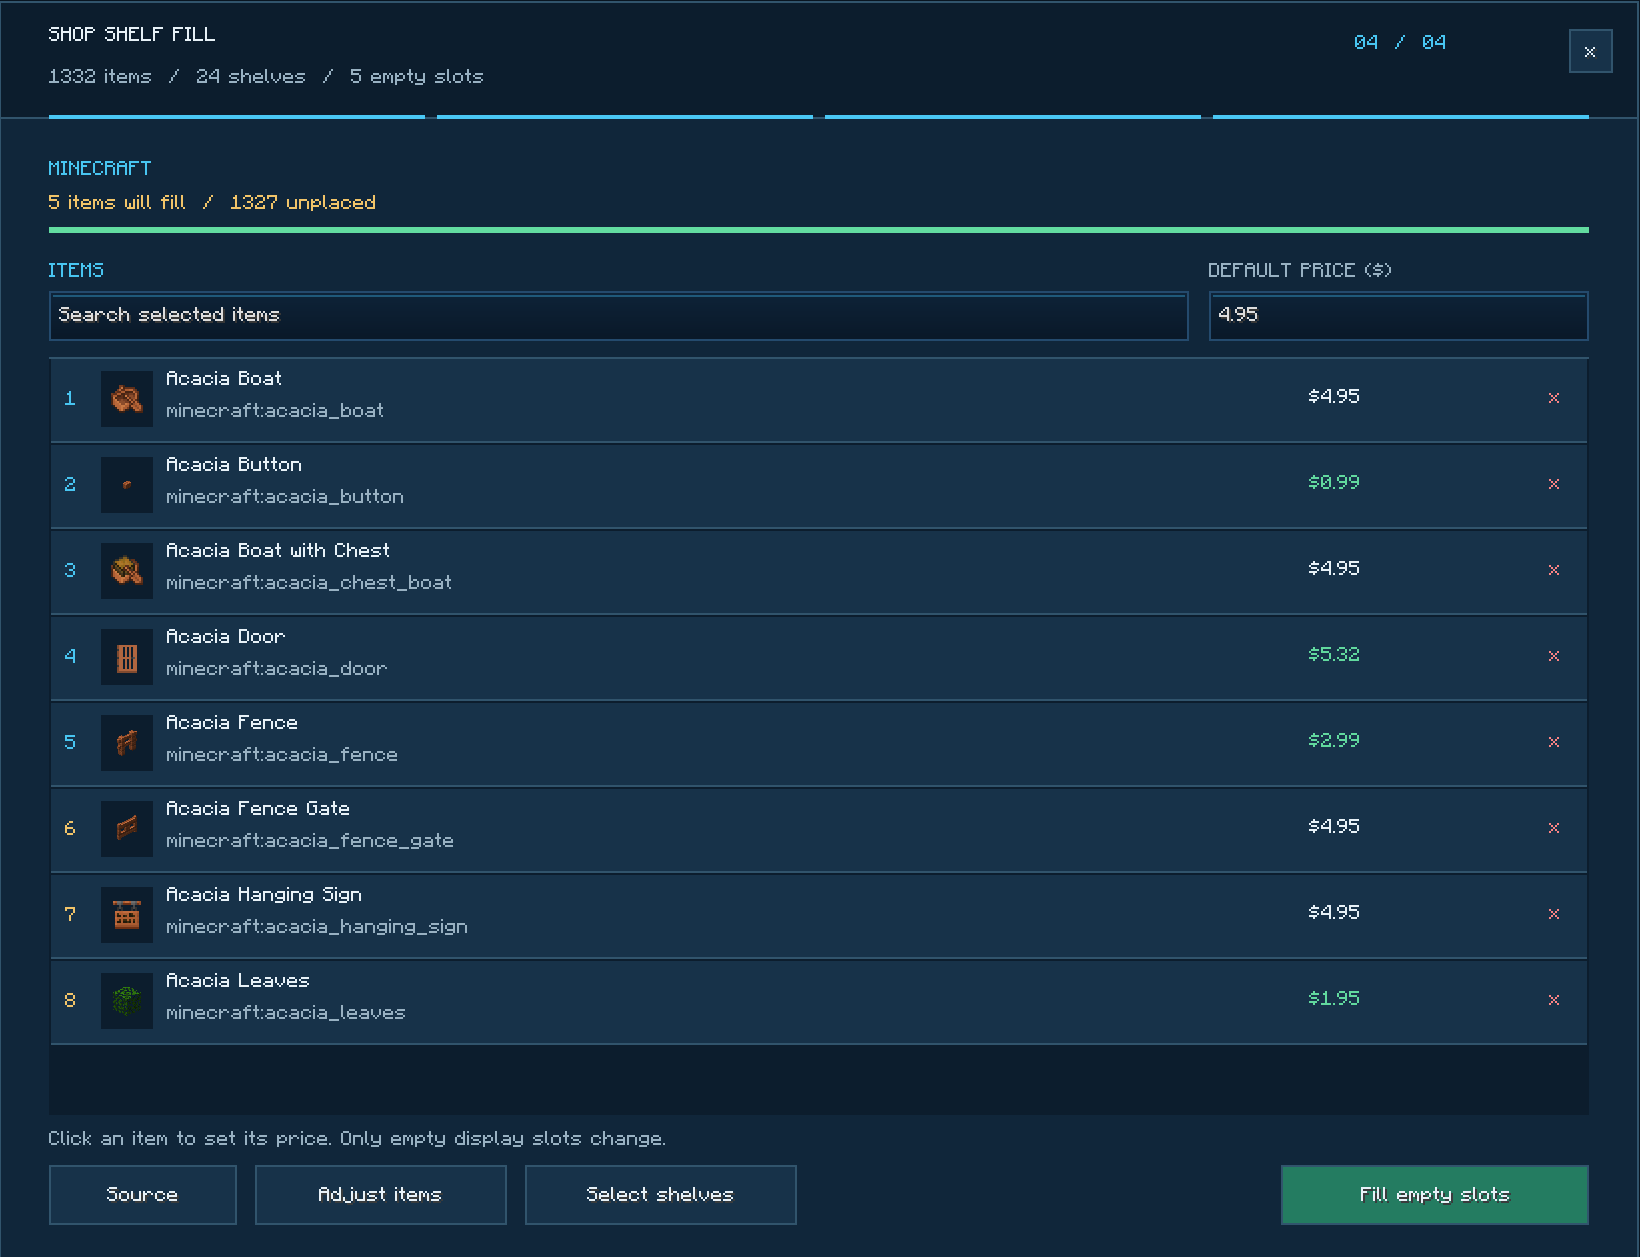 SHOP SHELF FILL
04 / 04
×
1332 items / 24 shelves / 5 empty slots
MINECRAFT
5 items will fill / 1327 unplaced
ITEMS
DEFAULT PRICE ($)
Search selected items
4.95
1 Acacia Boat $4.95 ×
minecraft:acacia_boat
2 Acacia Button $0.99 ×
minecraft:acacia_button
3 Acacia Boat with Chest $4.95 ×
minecraft:acacia_chest_boat
4 Acacia Door $5.32 ×
minecraft:acacia_door
5 Acacia Fence $2.99 ×
minecraft:acacia_fence
6 Acacia Fence Gate $4.95 ×
minecraft:acacia_fence_gate
7 Acacia Hanging Sign $4.95 ×
minecraft:acacia_hanging_sign
8 Acacia Leaves $1.95 ×
minecraft:acacia_leaves
Click an item to set its price. Only empty display slots change.
Source
Adjust items
Select shelves
Fill empty slots